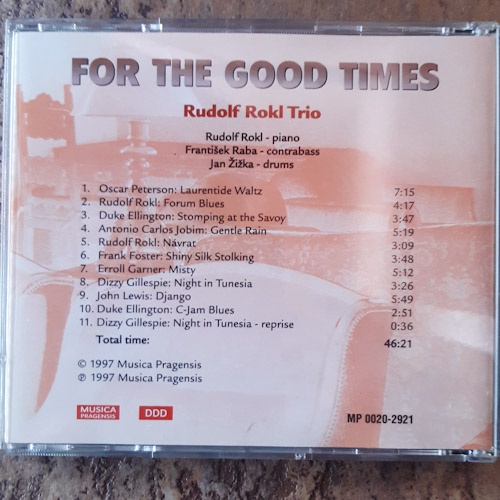 FOR THE GOOD TIMES
Rudolf Rokl Trio
Rudolf Rokl - piano
František Raba - contrabass
Jan Žižka - drums
1. Oscar Peterson: Laurentide Waltz 7:15
2. Rudolf Rokl: Forum Blues 4:17
3. Duke Ellington: Stomping at the Savoy 3:47
4. Antonio Carlos Jobim: Gentle Rain 5:19
5. Rudolf Rokl: Návrat 3:09
6. Frank Foster: Shiny Silk Stolking 3:48
7. Erroll Garner: Misty 5:12
8. Dizzy Gillespie: Night in Tunesia 3:26
9. John Lewis: Django 5:49
10. Duke Ellington: C-Jam Blues 2:51
11. Dizzy Gillespie: Night in Tunesia - reprise 0:36
Total time: 46:21
© 1997 Musica Pragensis
℗ 1997 Musica Pragensis
MUSICA
PRAGENSIS
DDD
MP 0020-2921